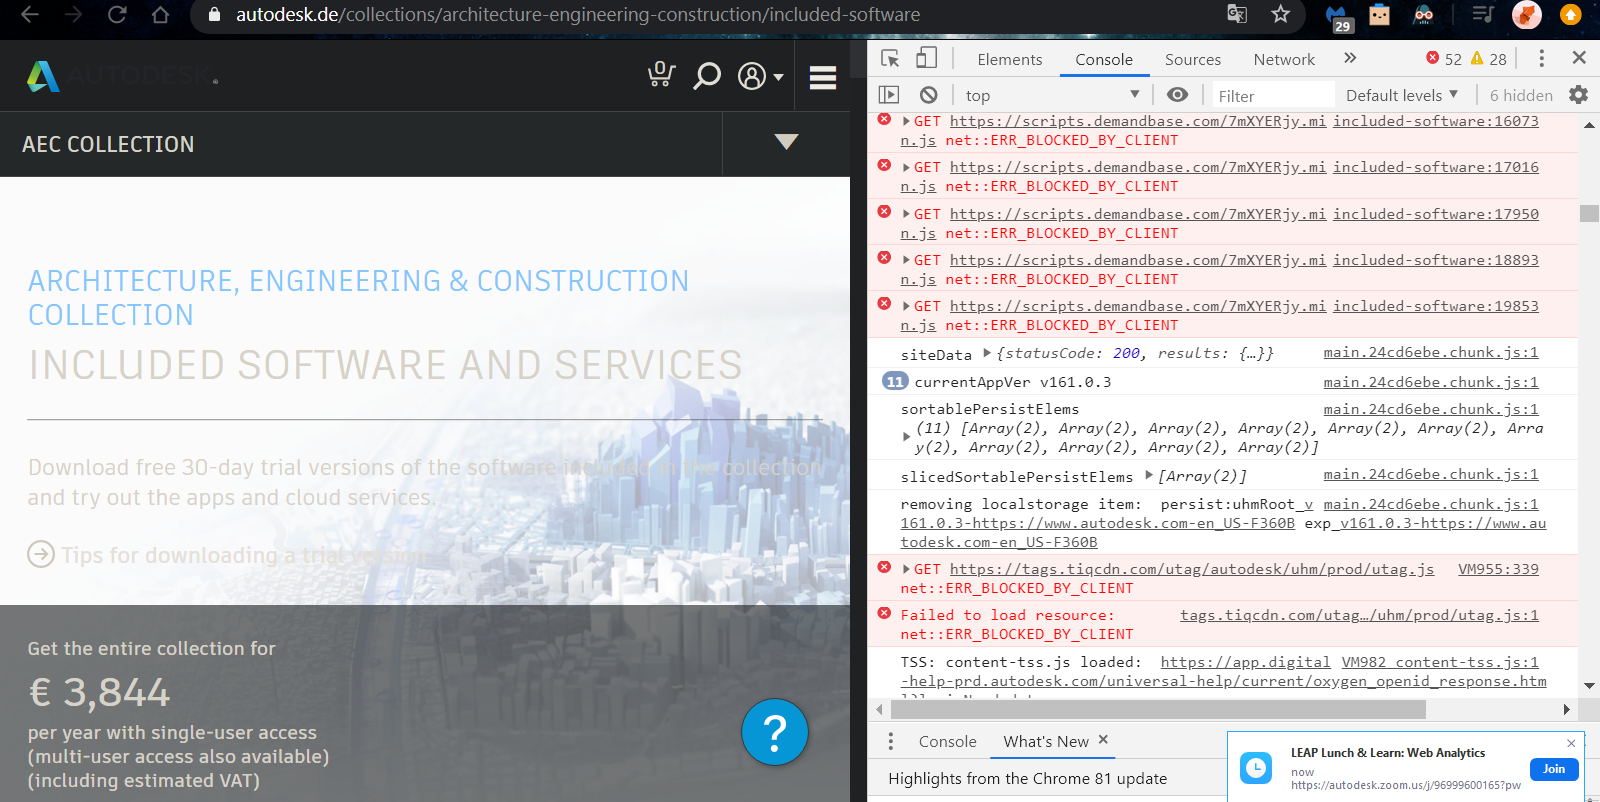 autodesk.de/collections/architecture-engineering-construction/included-software
29
AUTODESK
0
AEC COLLECTION
ARCHITECTURE, ENGINEERING & CONSTRUCTION
COLLECTION
INCLUDED SOFTWARE AND SERVICES
Download free 30-day trial versions of the software included in the collection
and try out the apps and cloud services.
Tips for downloading a trial version
Get the entire collection for
€ 3,844
per year with single-user access
(multi-user access also available)
(including estimated VAT)
?
Elements Console Sources Network » 52 28
top Filter Default levels 6 hidden
GET https://scripts.demandbase.com/7mXYERjy.mi included-software:16073
n.js net::ERR_BLOCKED_BY_CLIENT
GET https://scripts.demandbase.com/7mXYERjy.mi included-software:17016
n.js net::ERR_BLOCKED_BY_CLIENT
GET https://scripts.demandbase.com/7mXYERjy.mi included-software:17950
n.js net::ERR_BLOCKED_BY_CLIENT
GET https://scripts.demandbase.com/7mXYERjy.mi included-software:18893
n.js net::ERR_BLOCKED_BY_CLIENT
GET https://scripts.demandbase.com/7mXYERjy.mi included-software:19853
n.js net::ERR_BLOCKED_BY_CLIENT
siteData {statusCode: 200, results: {…}} main.24cd6ebe.chunk.js:1
11 currentAppVer v161.0.3 main.24cd6ebe.chunk.js:1
sortablePersistElems main.24cd6ebe.chunk.js:1
(11) [Array(2), Array(2), Array(2), Array(2), Array(2), Array(2), Arra
y(2), Array(2), Array(2), Array(2), Array(2)]
slicedSortablePersistElems [Array(2)] main.24cd6ebe.chunk.js:1
removing localstorage item: persist:uhmRoot_v main.24cd6ebe.chunk.js:1
161.0.3-https://www.autodesk.com-en_US-F360B exp_v161.0.3-https://www.au
todesk.com-en_US-F360B
GET https://tags.tiqcdn.com/utag/autodesk/uhm/prod/utag.js VM955:339
net::ERR_BLOCKED_BY_CLIENT
Failed to load resource: tags.tiqcdn.com/utag…/uhm/prod/utag.js:1
net::ERR_BLOCKED_BY_CLIENT
TSS: content-tss.js loaded: https://app.digital VM982 content-tss.js:1
-help-prd.autodesk.com/universal-help/current/oxygen_openid_response.htm
Console What's New ×
Highlights from the Chrome 81 update
LEAP Lunch & Learn: Web Analytics
now
https://autodesk.zoom.us/j/96999600165?pw
Join